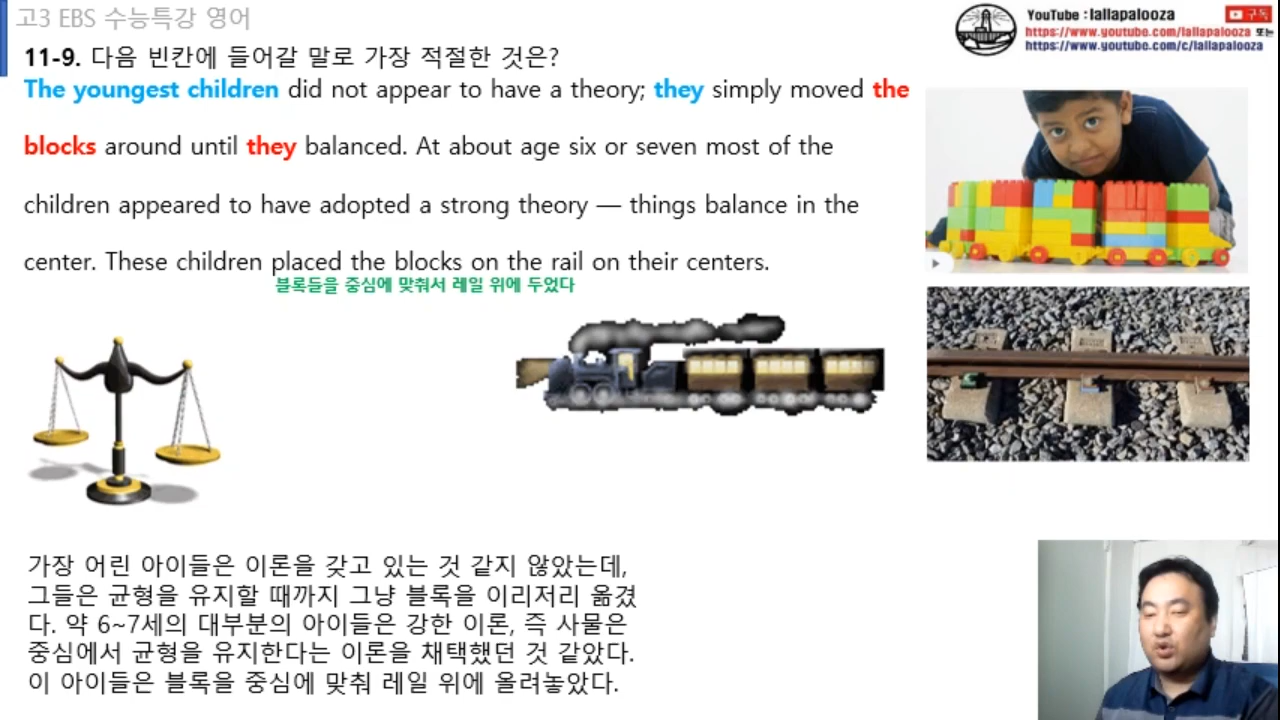 고3 EBS 수능특강 영어
YouTube : lallapalooza
구독
https://www.youtube.com/lallapalooza 또는
https://www.youtube.com/c/lallapalooza
11-9. 다음 빈칸에 들어갈 말로 가장 적절한 것은?
The youngest children did not appear to have a theory; they simply moved the
blocks around until they balanced. At about age six or seven most of the
children appeared to have adopted a strong theory — things balance in the
center. These children placed the blocks on the rail on their centers.
블록들을 중심에 맞춰서 레일 위에 두었다
가장 어린 아이들은 이론을 갖고 있는 것 같지 않았는데,
그들은 균형을 유지할 때까지 그냥 블록을 이리저리 옮겼
다. 약 6~7세의 대부분의 아이들은 강한 이론, 즉 사물은
중심에서 균형을 유지한다는 이론을 채택했던 것 같았다.
이 아이들은 블록을 중심에 맞춰 레일 위에 올려놓았다.